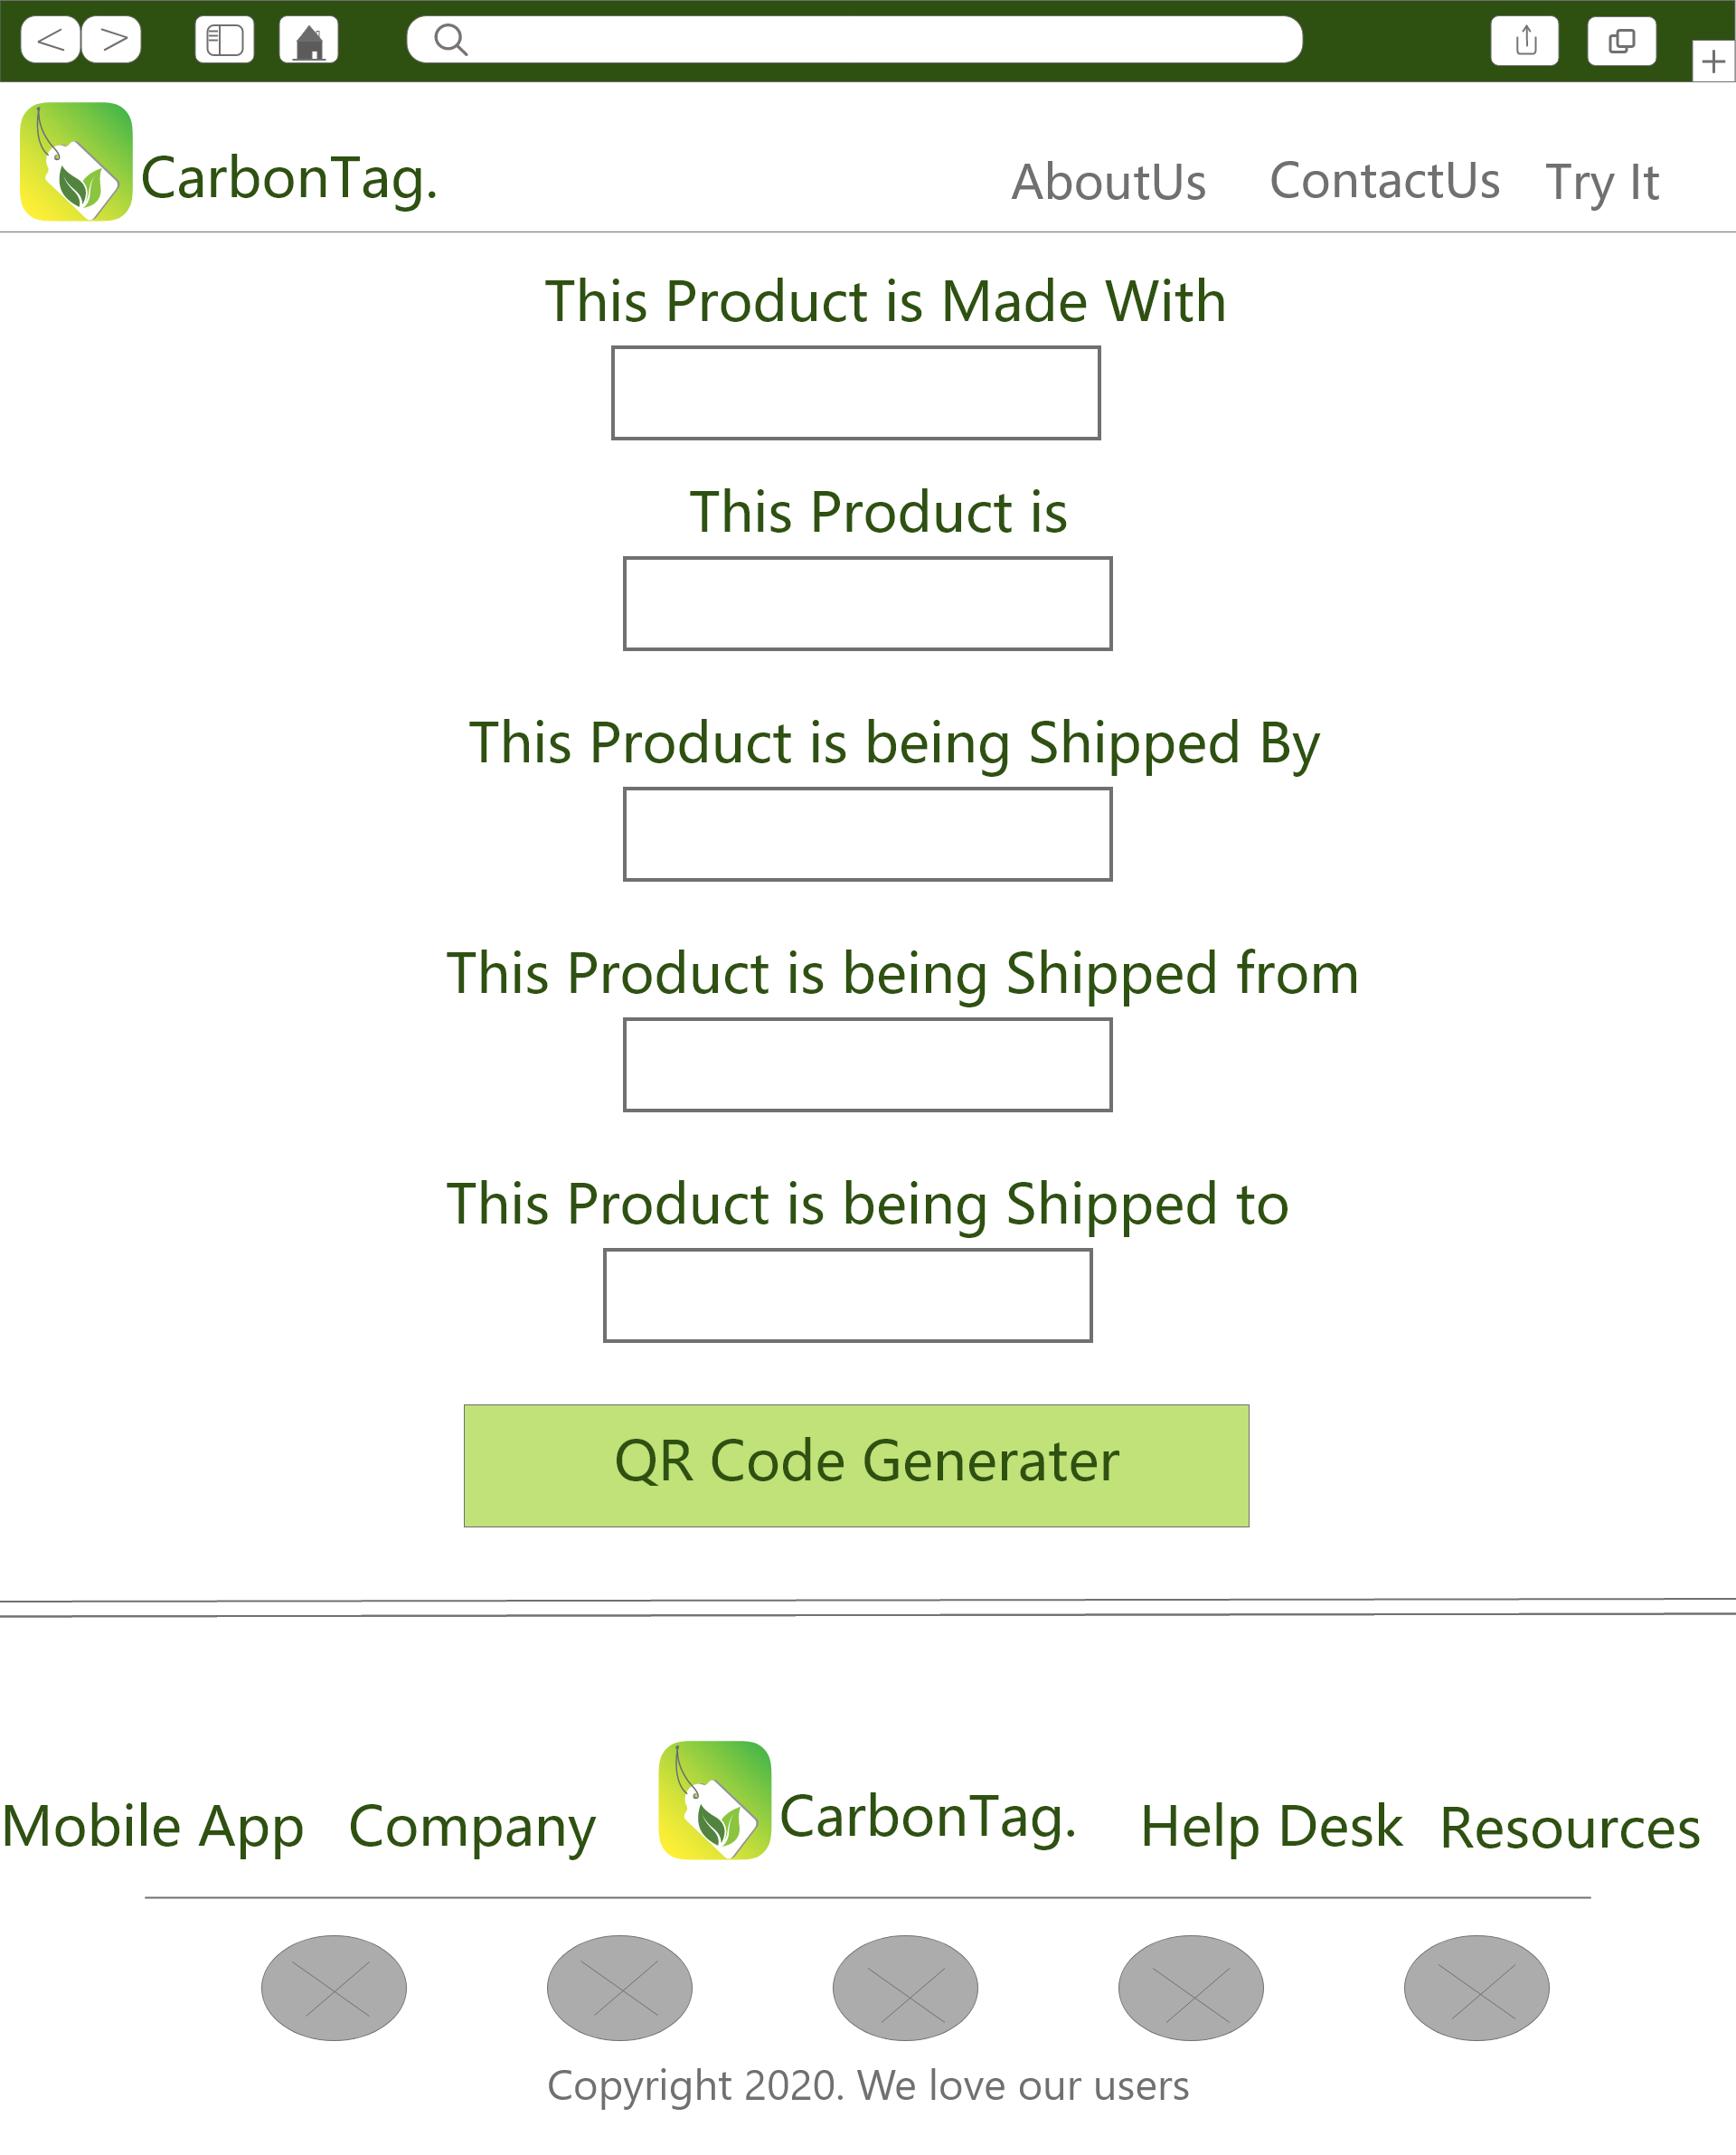 CarbonTag.
AboutUs ContactUs Try It
This Product is Made With
This Product is
This Product is being Shipped By
This Product is being Shipped from
This Product is being Shipped to
QR Code Generater
Mobile App Company CarbonTag. Help Desk Resources
Copyright 2020. We love our users